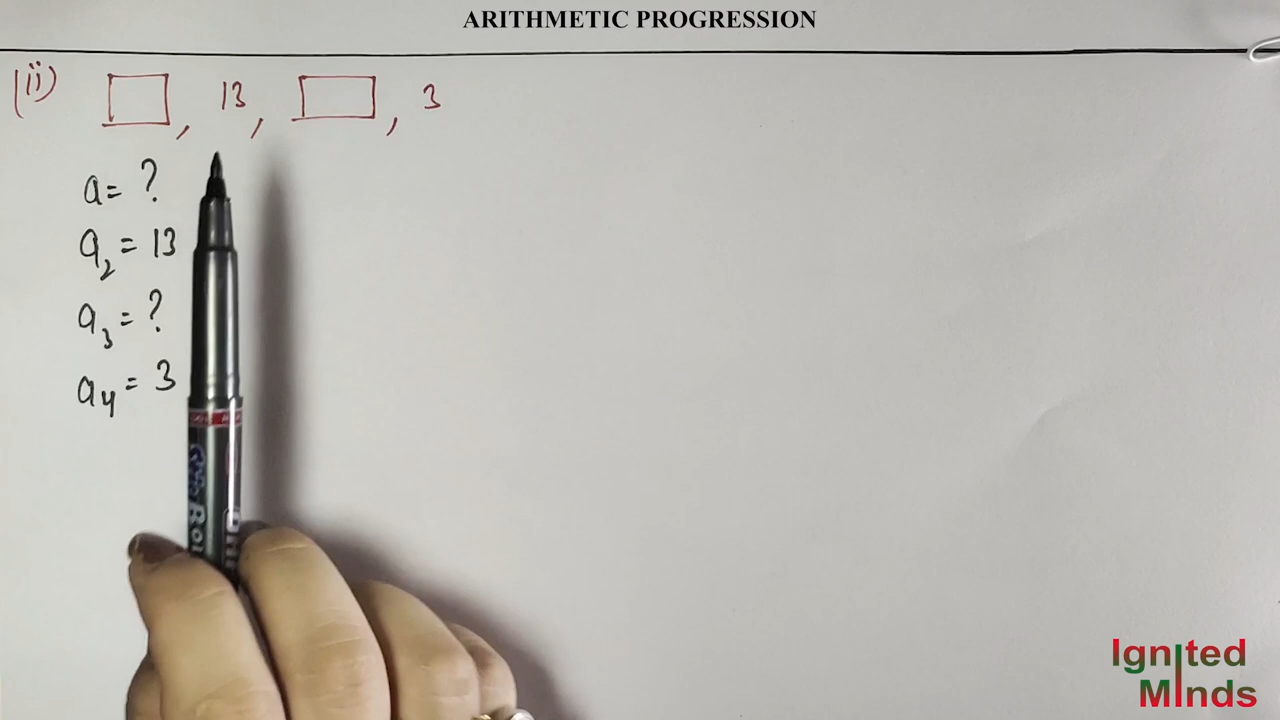 ARITHMETIC PROGRESSION
(ii) □, 13, □, 3
a = ?
a₂ = 13
a₃ = ?
a₄ = 3
Ignited
Minds